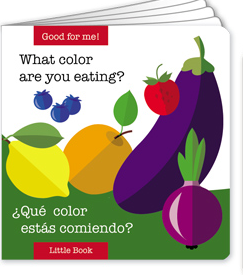 Good for me!
What color
are you eating?
¿Qué color
estás comiendo?
Little Book